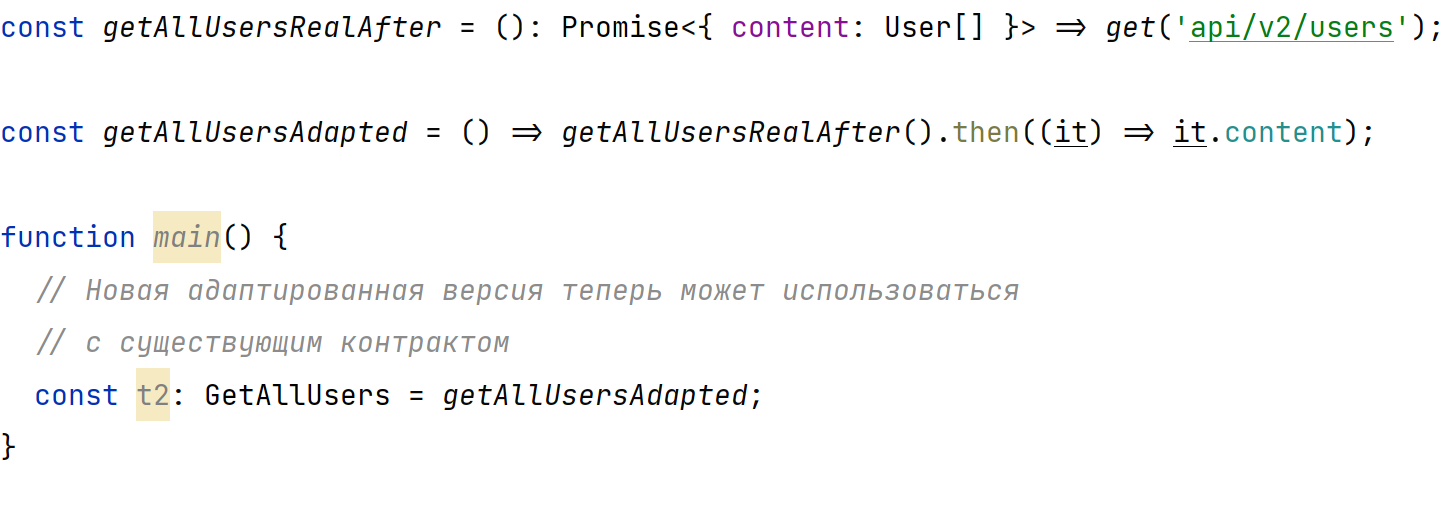 const getAllUsersRealAfter = (): Promise<{ content: User[] }> => get('api/v2/users');
const getAllUsersAdapted = () => getAllUsersRealAfter().then((it) => it.content);
function main() {
// Новая адаптированная версия теперь может использоваться
// с существующим контрактом
const t2: GetAllUsers = getAllUsersAdapted;
}